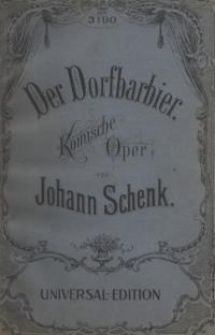 3190
Der Dorfbarbier.
Komische
Oper
von
Johann Schenk.
UNIVERSAL-EDITION